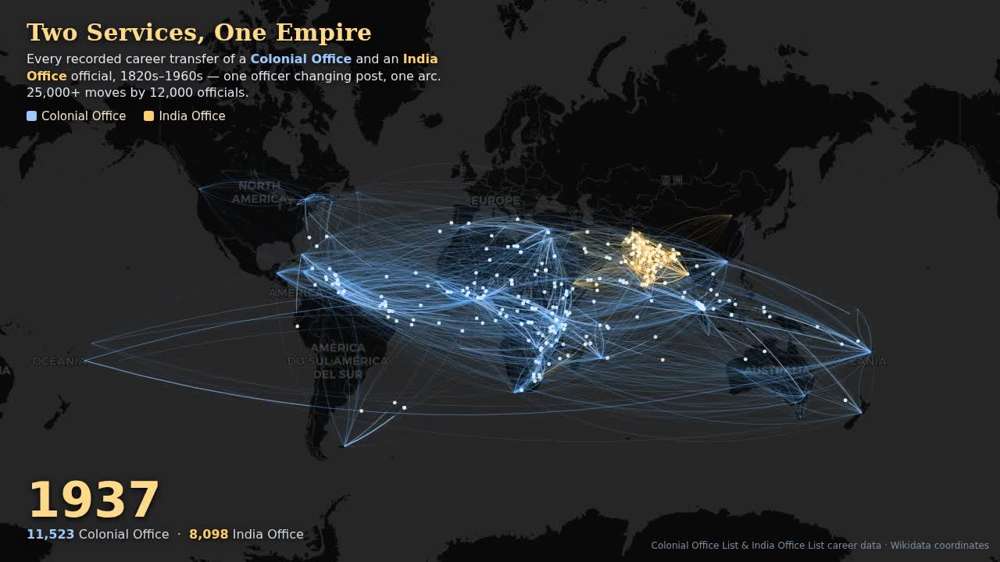 Two Services, One Empire
Every recorded career transfer of a Colonial Office and an India
Office official, 1820s–1960s — one officer changing post, one arc.
25,000+ moves by 12,000 officials.
Colonial Office India Office
亚洲
NORTH
AMERICA
EUROPE
AMÉRICA
DO SUL/AMÉRICA
DEL SUR
OCEANIA
AUSTRALIA
OCEANIA
1937
11,523 Colonial Office · 8,098 India Office
Colonial Office List & India Office List career data · Wikidata coordinates